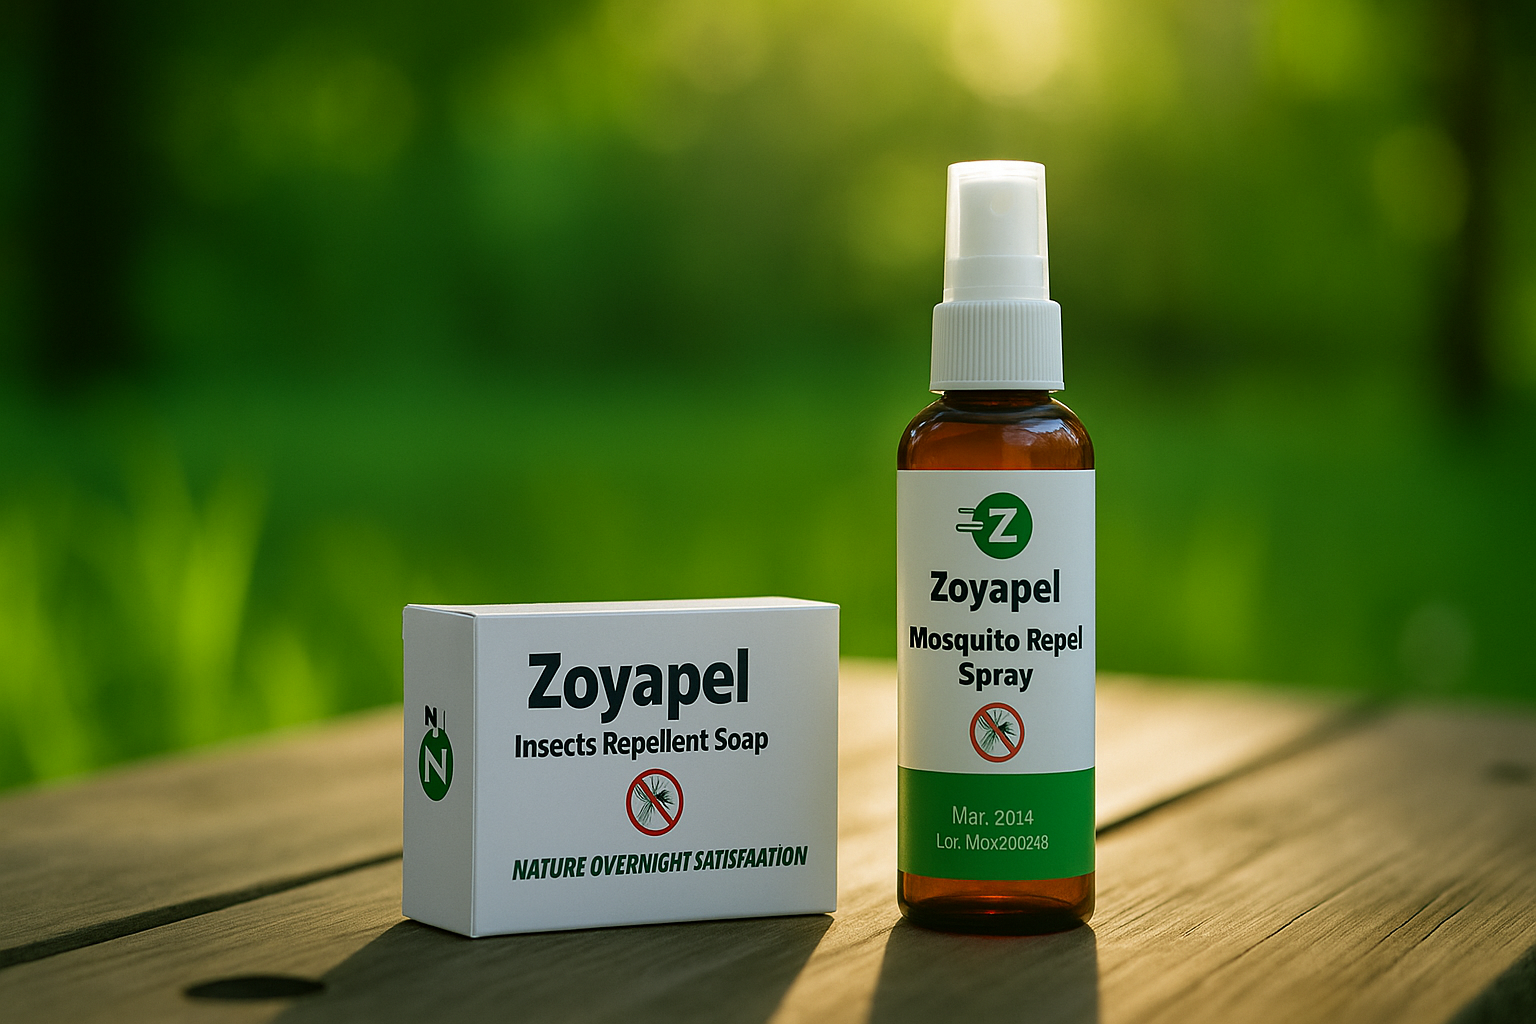 Zoyapel
Insects Repellent Soap
NATURE OVERNIGHT SATISFAATION
N
N
Z
Zoyapel
Mosquito Repel
Spray
Mar. 2014
Lor. Mox200248